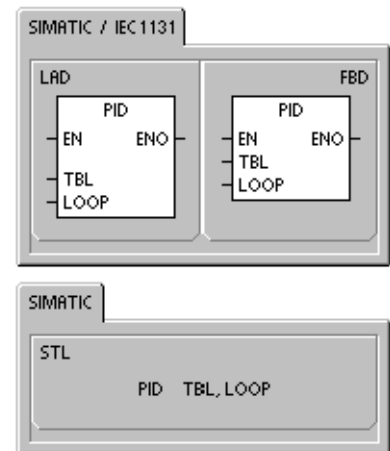 SIMATIC / IEC1131
LAD
PID
EN ENO
TBL
LOOP
FBD
PID
EN ENO
TBL
LOOP
SIMATIC
STL
PID TBL, LOOP